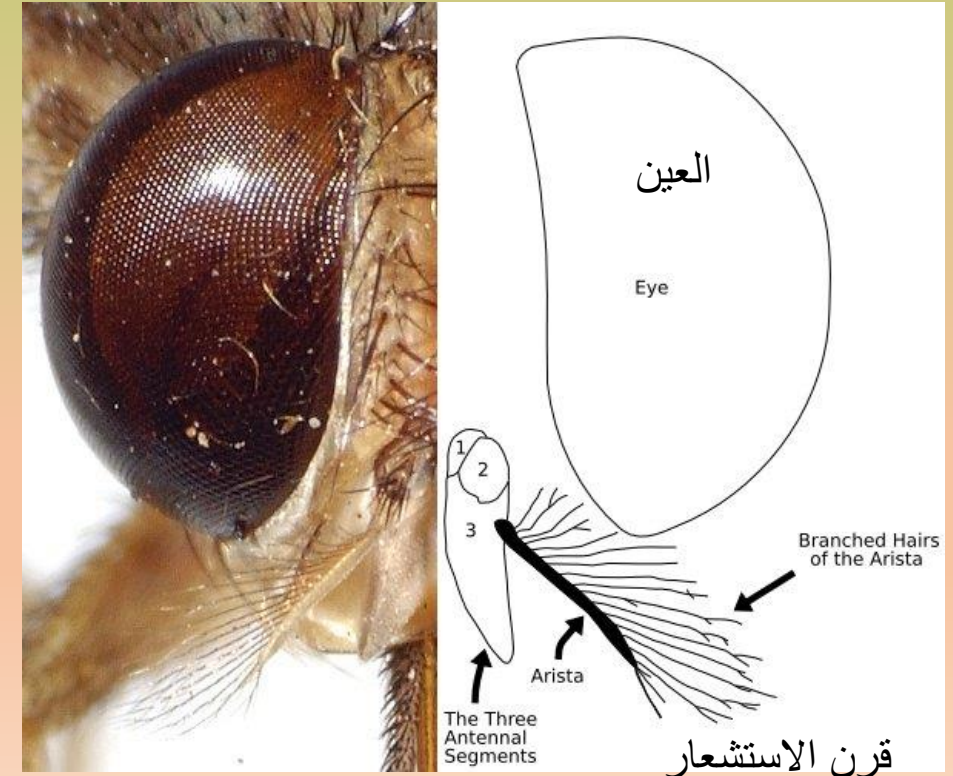 العين
Eye
1
2
3
Branched Hairs
of the Arista
Arista
The Three
Antennal
Segments
قرن الاستشعار